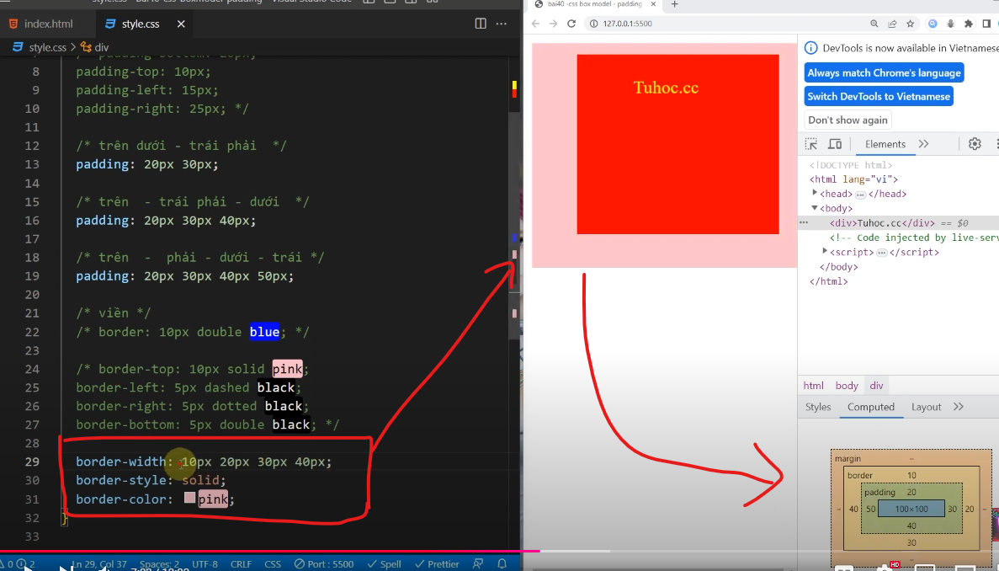 index.html
style.css
style.css > div
8 padding-top: 10px;
9 padding-left: 15px;
10 padding-right: 25px; */
11
12 /* trên dưới - trái phải */
13 padding: 20px 30px;
14
15 /* trên - trái phải - dưới */
16 padding: 20px 30px 40px;
17
18 /* trên - phải - dưới - trái */
19 padding: 20px 30px 40px 50px;
20
21 /* viền */
22 /* border: 10px double blue; */
23
24 /* border-top: 10px solid pink;
25 border-left: 5px dashed black;
26 border-right: 5px dotted black;
27 border-bottom: 5px double black; */
28
29 border-width: 10px 20px 30px 40px;
30 border-style: solid;
31 border-color: pink;
32 }
33
0 2 Ln 29, Col 37 Spaces: 2 UTF-8 CRLF CSS Port : 5500 Spell Prettier
bai40 -css box model - padding
127.0.0.1:5500
Tuhoc.cc
DevTools is now available in Vietnamese
Always match Chrome's language
Switch DevTools to Vietnamese
Don't show again
Elements
<!DOCTYPE html>
<html lang="vi">
<head> ... </head>
<body>
<div>Tuhoc.cc</div> == $0
<!-- Code injected by live-serv
<script> ... </script>
</body>
</html>
html body div
Styles Computed Layout
margin –
border 10
padding 20
– 40 50 100×100 30 20 –
40
30
–
HD